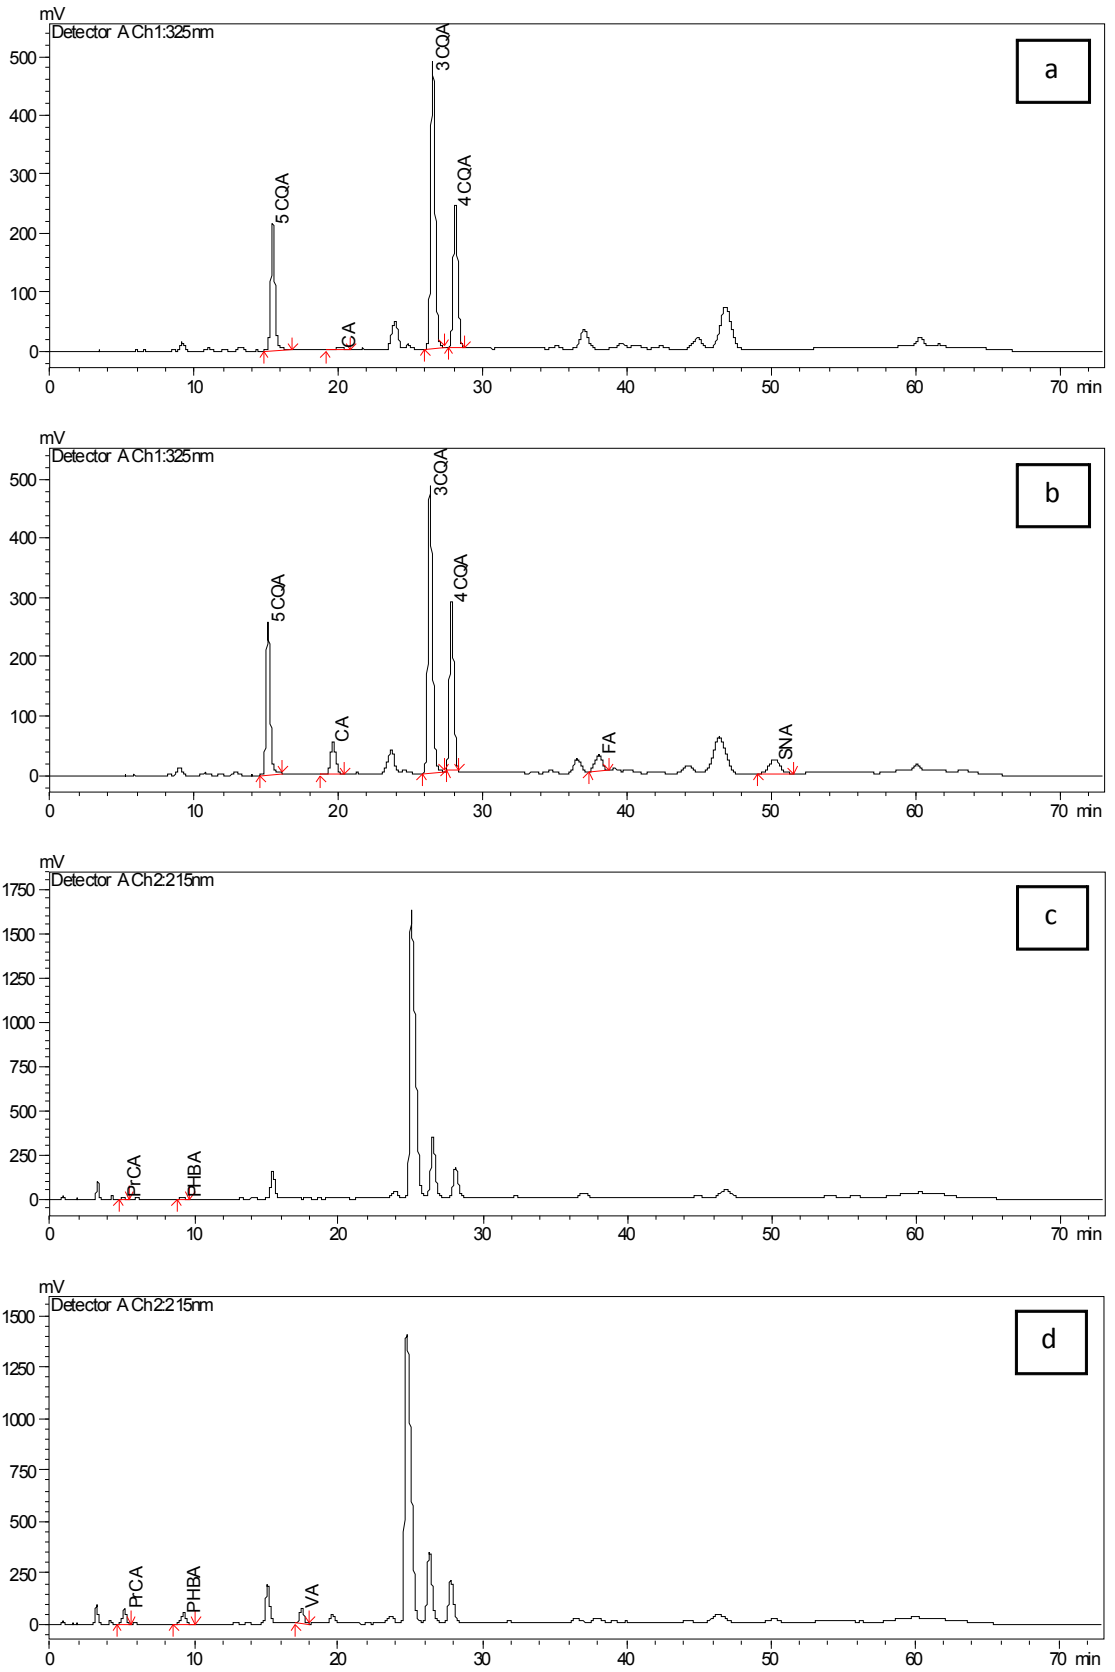 mV
Detector A Ch1:325nm
a
500
400
300
200
100
0
5 CQA
CA
3 CQA
4 CQA
0 10 20 30 40 50 60 70 min
mV
Detector A Ch1:325nm
b
500
400
300
200
100
0
5 CQA
CA
3CQA
4 CQA
FA
SNA
0 10 20 30 40 50 60 70 min
mV
Detector A Ch2:215nm
c
1750
1500
1250
1000
750
500
250
0
PrCA
PHBA
0 10 20 30 40 50 60 70 min
mV
Detector A Ch2:215nm
d
1500
1250
1000
750
500
250
0
PrCA
PHBA
VA
0 10 20 30 40 50 60 70 min